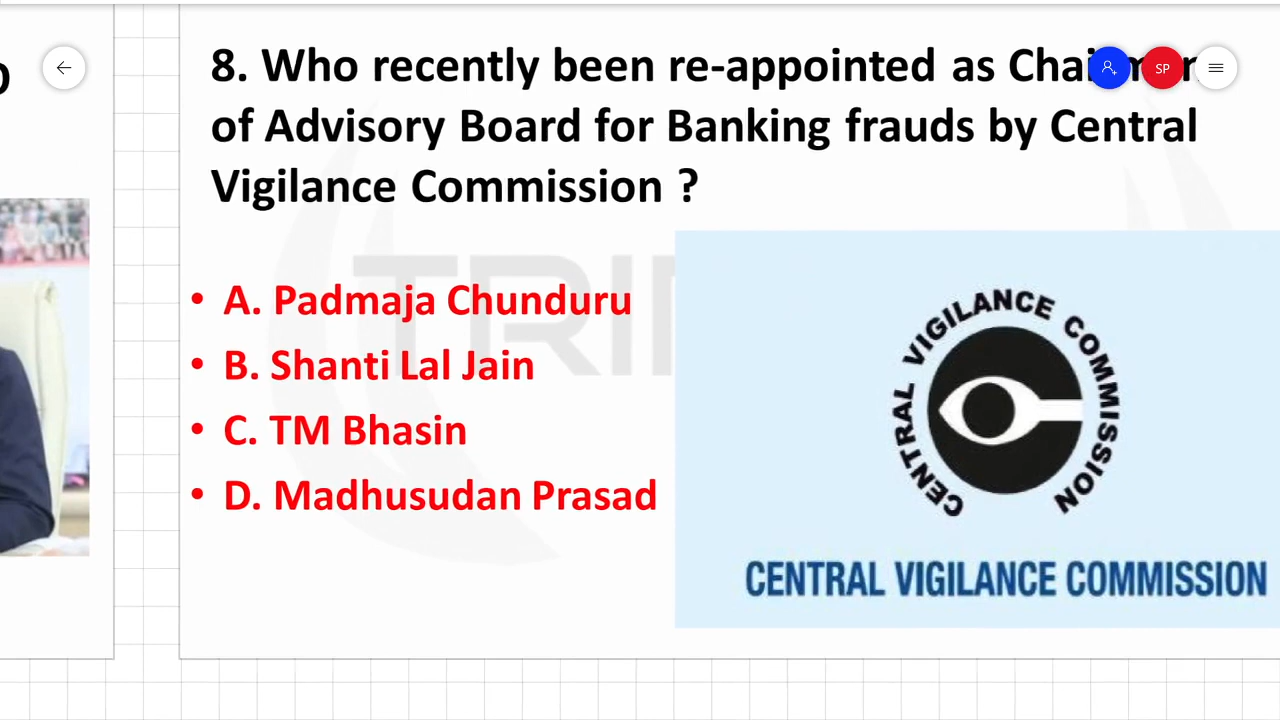 8. Who recently been re-appointed as Chairman
of Advisory Board for Banking frauds by Central
Vigilance Commission ?
SP
• A. Padmaja Chunduru
• B. Shanti Lal Jain
• C. TM Bhasin
• D. Madhusudan Prasad
CENTRAL VIGILANCE COMMISSION
CENTRAL VIGILANCE COMMISSION